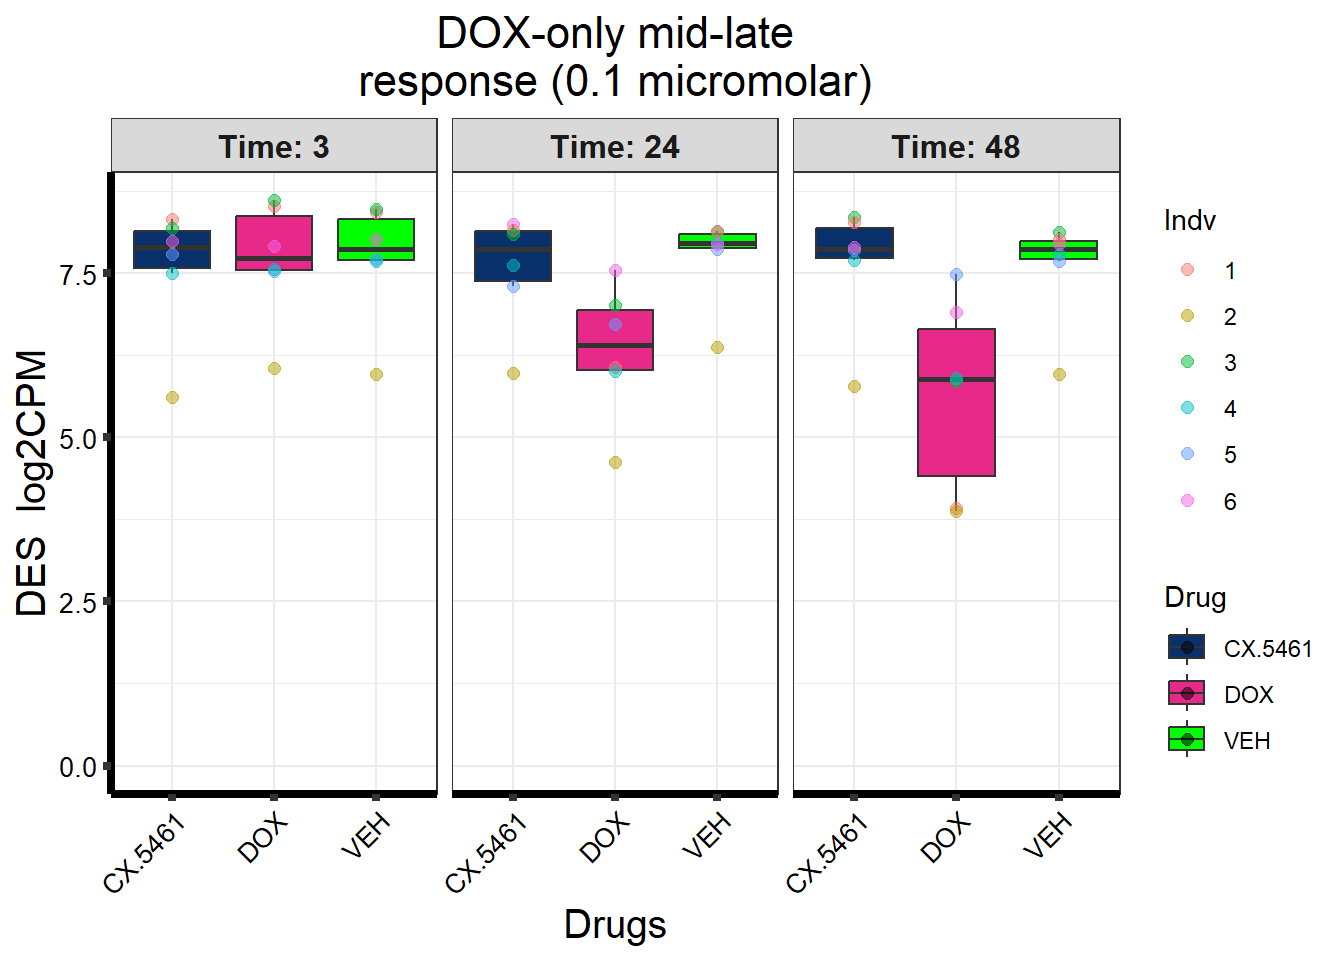 DOX-only mid-late
response (0.1 micromolar)
Time: 3
Time: 24
Time: 48
DES  log2CPM
7.5
5.0
2.5
0.0
CX.5461
DOX
VEH
CX.5461
DOX
VEH
CX.5461
DOX
VEH
Drugs
Indv
1
2
3
4
5
6
Drug
CX.5461
DOX
VEH